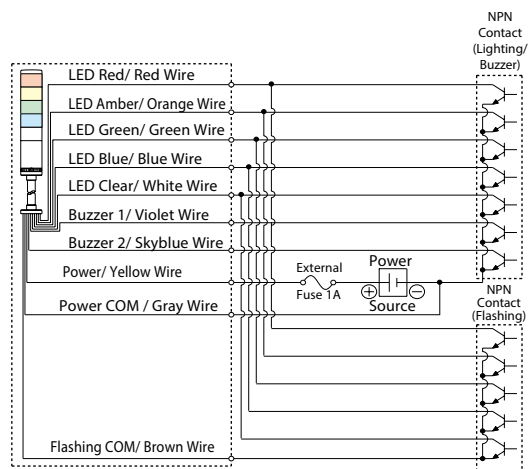 NPN
Contact
(Lighting/
Buzzer)
LED Red/ Red Wire
LED Amber/ Orange Wire
LED Green/ Green Wire
LED Blue/ Blue Wire
LED Clear/ White Wire
Buzzer 1/ Violet Wire
Buzzer 2/ Skyblue Wire
Power/ Yellow Wire
External
Fuse 1A
Power
+ −
Source
Power COM / Gray Wire
NPN
Contact
(Flashing)
Flashing COM/ Brown Wire